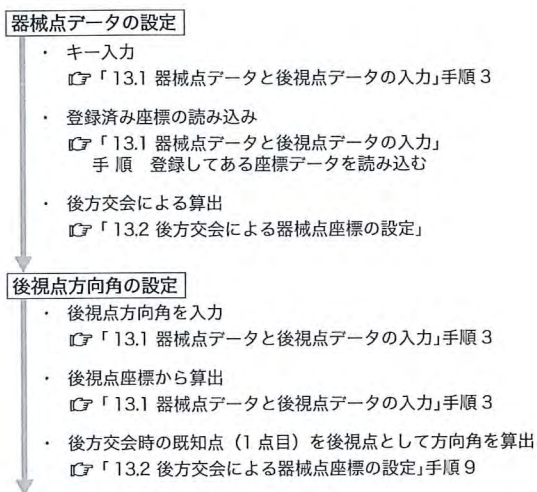 器械点データの設定
・ キー入力
☞「13.1 器械点データと後視点データの入力」手順 3
・ 登録済み座標の読み込み
☞「13.1 器械点データと後視点データの入力」
手 順 登録してある座標データを読み込む
・ 後方交会による算出
☞「13.2 後方交会による器械点座標の設定」
後視点方向角の設定
・ 後視点方向角を入力
☞「13.1 器械点データと後視点データの入力」手順 3
・ 後視点座標から算出
☞「13.1 器械点データと後視点データの入力」手順 3
・ 後方交会時の既知点（1 点目）を後視点として方向角を算出
☞「13.2 後方交会による器械点座標の設定」手順 9